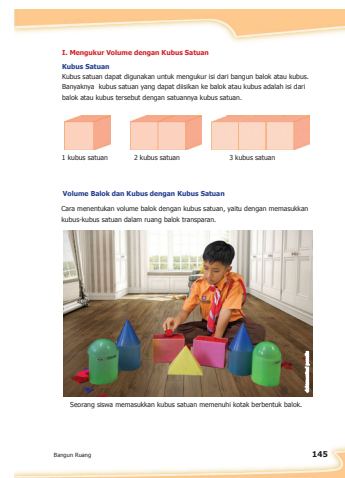 I. Mengukur Volume dengan Kubus Satuan
Kubus Satuan
Kubus satuan dapat digunakan untuk mengukur isi dari bangun balok atau kubus.
Banyaknya kubus satuan yang dapat diisikan ke balok atau kubus adalah isi dari
balok atau kubus tersebut dengan satuannya kubus satuan.
1 kubus satuan
2 kubus satuan
3 kubus satuan
Volume Balok dan Kubus dengan Kubus Satuan
Cara menentukan volume balok dengan kubus satuan, yaitu dengan memasukkan
kubus-kubus satuan dalam ruang balok transparan.
Seorang siswa memasukkan kubus satuan memenuhi kotak berbentuk balok.
Bangun Ruang
145